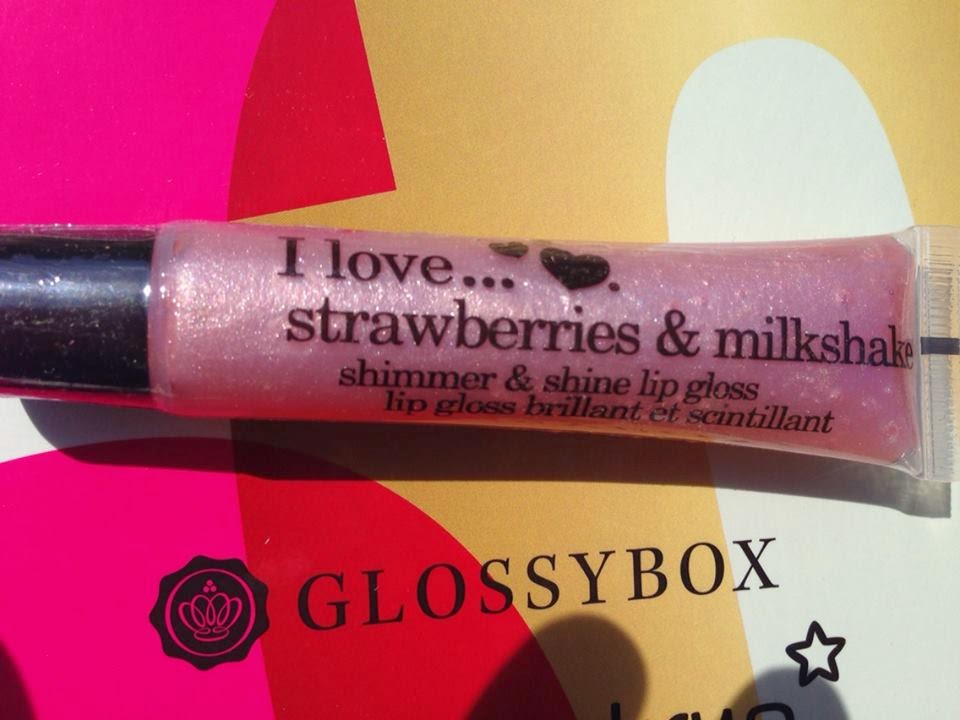 I love... .
strawberries & milkshake
shimmer & shine lip gloss
lip gloss brillant et scintillant
GLOSSYBOX